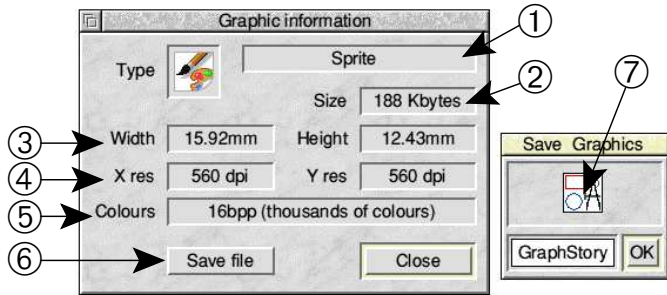 Graphic information
①
Type
Sprite
②
Size
188 Kbytes
⑦
③
Width
15.92mm
Height
12.43mm
Save Graphics
④
X res
560 dpi
Y res
560 dpi
⑤
Colours
16bpp (thousands of colours)
⑥
Save file
Close
GraphStory
OK